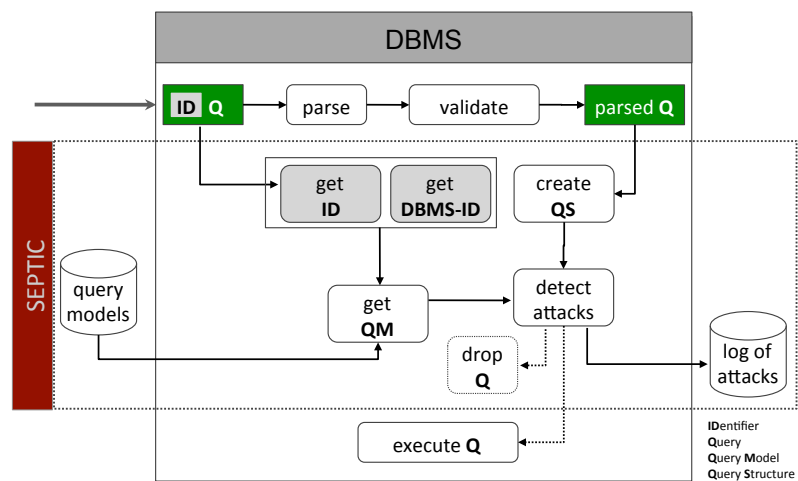 DBMS
ID Q
parse
validate
parsed Q
SEPTIC
get
ID
get
DBMS-ID
create
QS
query
models
get
QM
detect
attacks
drop
Q
log of
attacks
execute Q
IDentifier
Query
Query Model
Query Structure